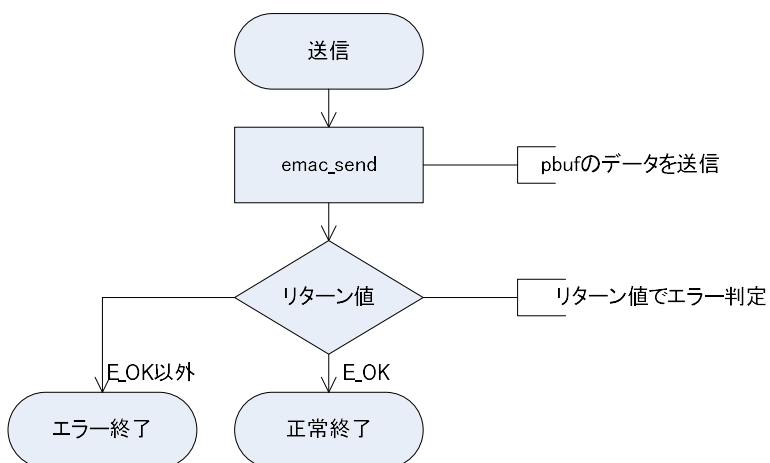 送信
emac_send
pbufのデータを送信
リターン値
リターン値でエラー判定
E_OK以外
E_OK
エラー終了
正常終了